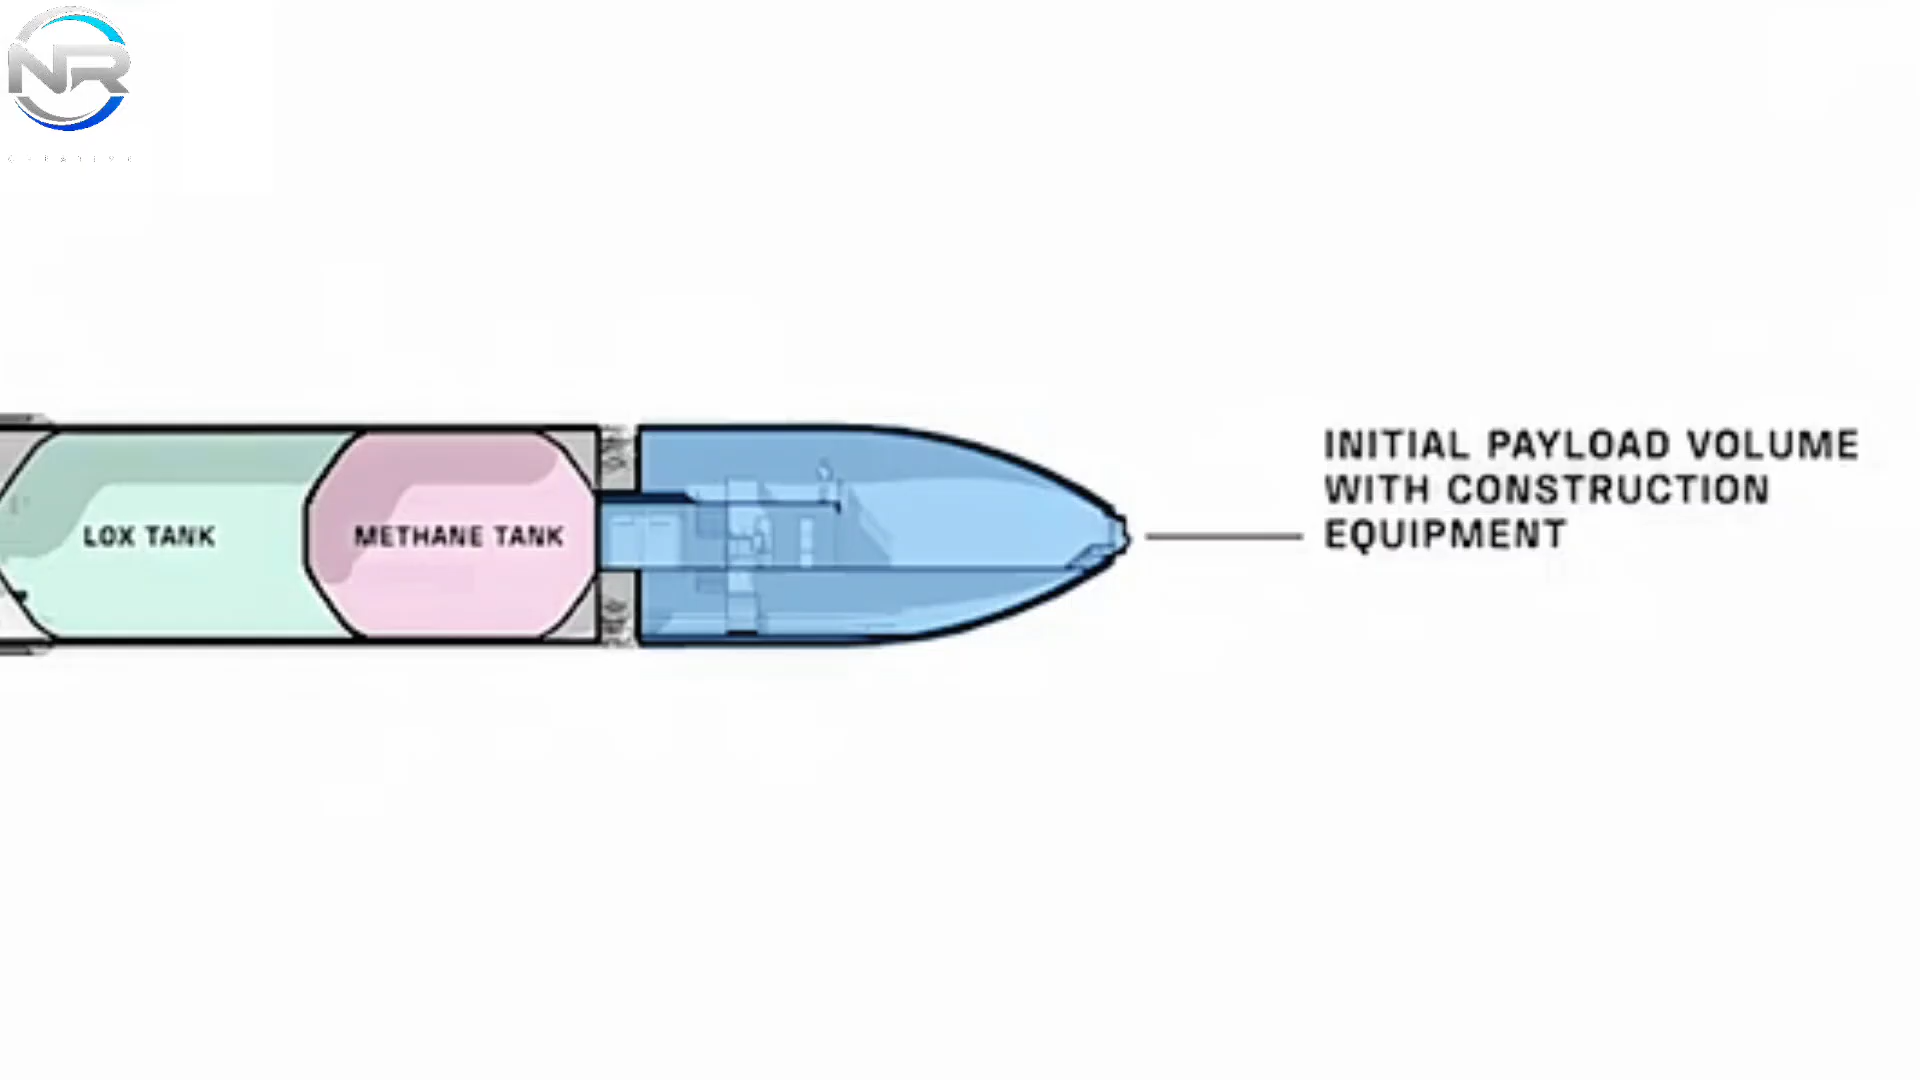 NR
LOX TANK
METHANE TANK
INITIAL PAYLOAD VOLUME
WITH CONSTRUCTION
EQUIPMENT